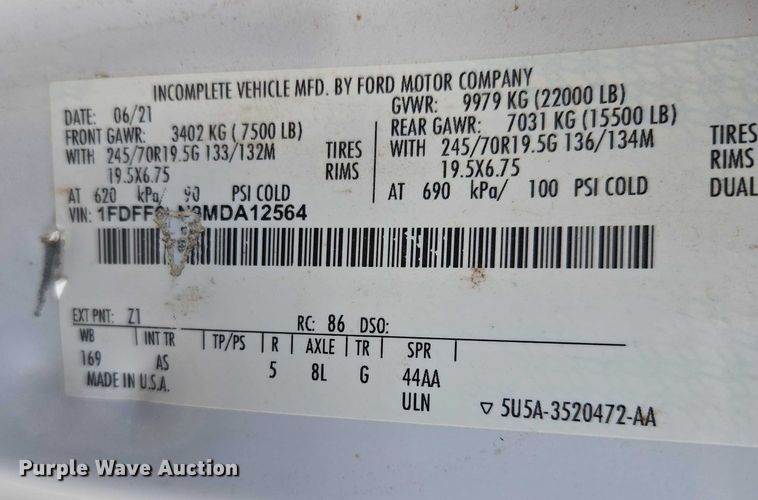 INCOMPLETE VEHICLE MFD. BY FORD MOTOR COMPANY
DATE: 06/21
GVWR: 9979 KG (22000 LB)
FRONT GAWR: 3402 KG ( 7500 LB)
REAR GAWR: 7031 KG (15500 LB)
WITH 245/70R19.5G 133/132M TIRES
WITH 245/70R19.5G 136/134M TIRES
19.5X6.75 RIMS
19.5X6.75 RIMS
AT 620 kPa/ 90 PSI COLD
AT 690 kPa/ 100 PSI COLD DUAL
VIN:
EXT PNT: Z1 RC: 86 DSO:
WB INT TR TP/PS R AXLE TR SPR
169 AS 5 8L G 44AA
MADE IN U.S.A. ULN
▽ 5U5A-3520472-AA
Purple Wave Auction